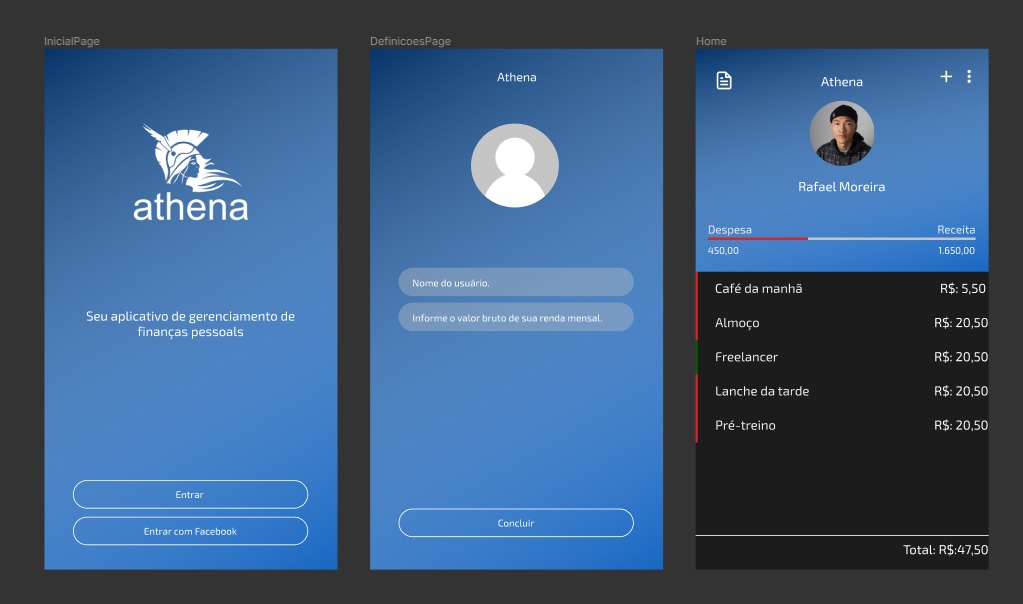 InicialPage
athena
Seu aplicativo de gerenciamento de
finanças pessoals
Entrar
Entrar com Facebook
DefinicoesPage
Athena
Nome do usuário.
Informe o valor bruto de sua renda mensal.
Concluir
Home
Athena
Rafael Moreira
Despesa Receita
450,00 1.650,00
Café da manhã R$: 5,50
Almoço R$: 20,50
Freelancer R$: 20,50
Lanche da tarde R$: 20,50
Pré-treino R$: 20,50
Total: R$:47,50